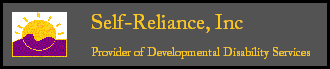 Self-Reliance, Inc
Provider of Developmental Disability Services